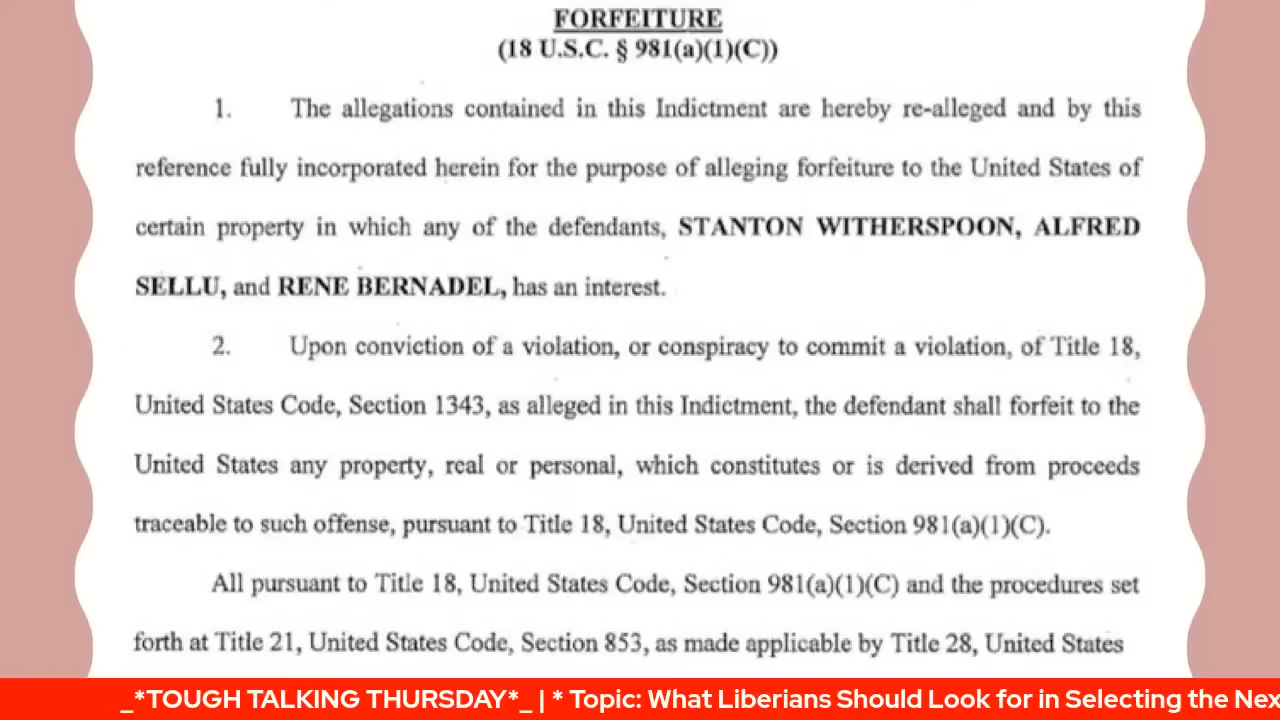 FORFEITURE
(18 U.S.C. § 981(a)(1)(C))
1. The allegations contained in this Indictment are hereby re-alleged and by this
reference fully incorporated herein for the purpose of alleging forfeiture to the United States of
certain property in which any of the defendants, STANTON WITHERSPOON, ALFRED
SELLU, and RENE BERNADEL, has an interest.
2. Upon conviction of a violation, or conspiracy to commit a violation, of Title 18,
United States Code, Section 1343, as alleged in this Indictment, the defendant shall forfeit to the
United States any property, real or personal, which constitutes or is derived from proceeds
traceable to such offense, pursuant to Title 18, United States Code, Section 981(a)(1)(C).
All pursuant to Title 18, United States Code, Section 981(a)(1)(C) and the procedures set
forth at Title 21, United States Code, Section 853, as made applicable by Title 28, United States
_*TOUGH TALKING THURSDAY*_ | * Topic: What Liberians Should Look for in Selecting the Nex